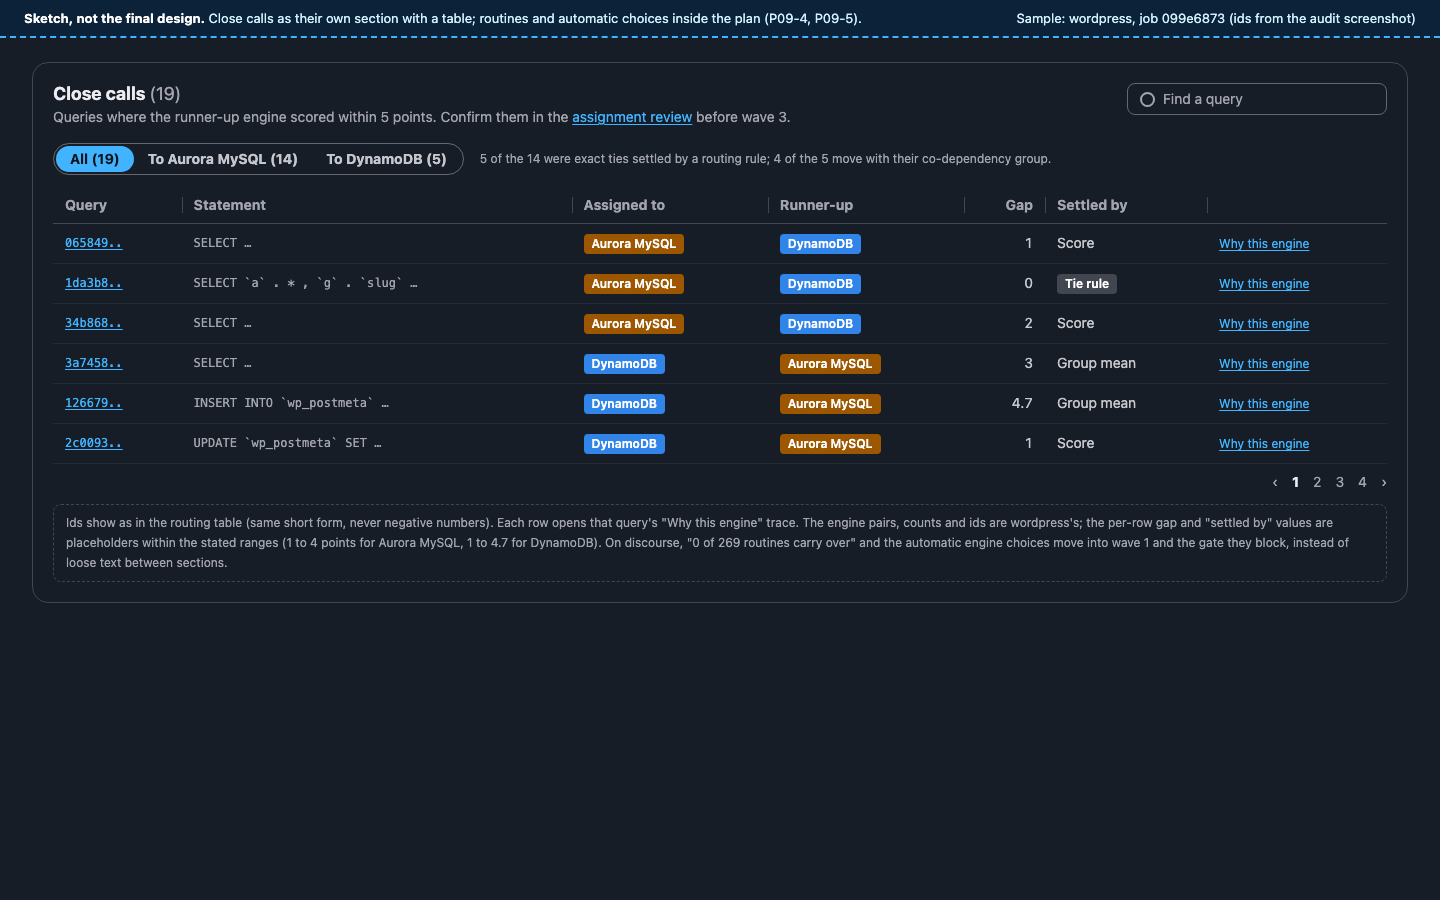 Sketch, not the final design. Close calls as their own section with a table; routines and automatic choices inside the plan (P09-4, P09-5).
Sample: wordpress, job 099e6873 (ids from the audit screenshot)
Close calls (19)
Find a query
Queries where the runner-up engine scored within 5 points. Confirm them in the assignment review before wave 3.
All (19) To Aurora MySQL (14) To DynamoDB (5) 5 of the 14 were exact ties settled by a routing rule; 4 of the 5 move with their co-dependency group.
Query Statement Assigned to Runner-up Gap Settled by
065849.. SELECT … Aurora MySQL DynamoDB 1 Score Why this engine
1da3b8.. SELECT `a` . * , `g` . `slug` … Aurora MySQL DynamoDB 0 Tie rule Why this engine
34b868.. SELECT … Aurora MySQL DynamoDB 2 Score Why this engine
3a7458.. SELECT … DynamoDB Aurora MySQL 3 Group mean Why this engine
126679.. INSERT INTO `wp_postmeta` … DynamoDB Aurora MySQL 4.7 Group mean Why this engine
2c0093.. UPDATE `wp_postmeta` SET … DynamoDB Aurora MySQL 1 Score Why this engine
‹ 1 2 3 4 ›
Ids show as in the routing table (same short form, never negative numbers). Each row opens that query's "Why this engine" trace. The engine pairs, counts and ids are wordpress's; the per-row gap and "settled by" values are
placeholders within the stated ranges (1 to 4 points for Aurora MySQL, 1 to 4.7 for DynamoDB). On discourse, "0 of 269 routines carry over" and the automatic engine choices move into wave 1 and the gate they block, instead of
loose text between sections.